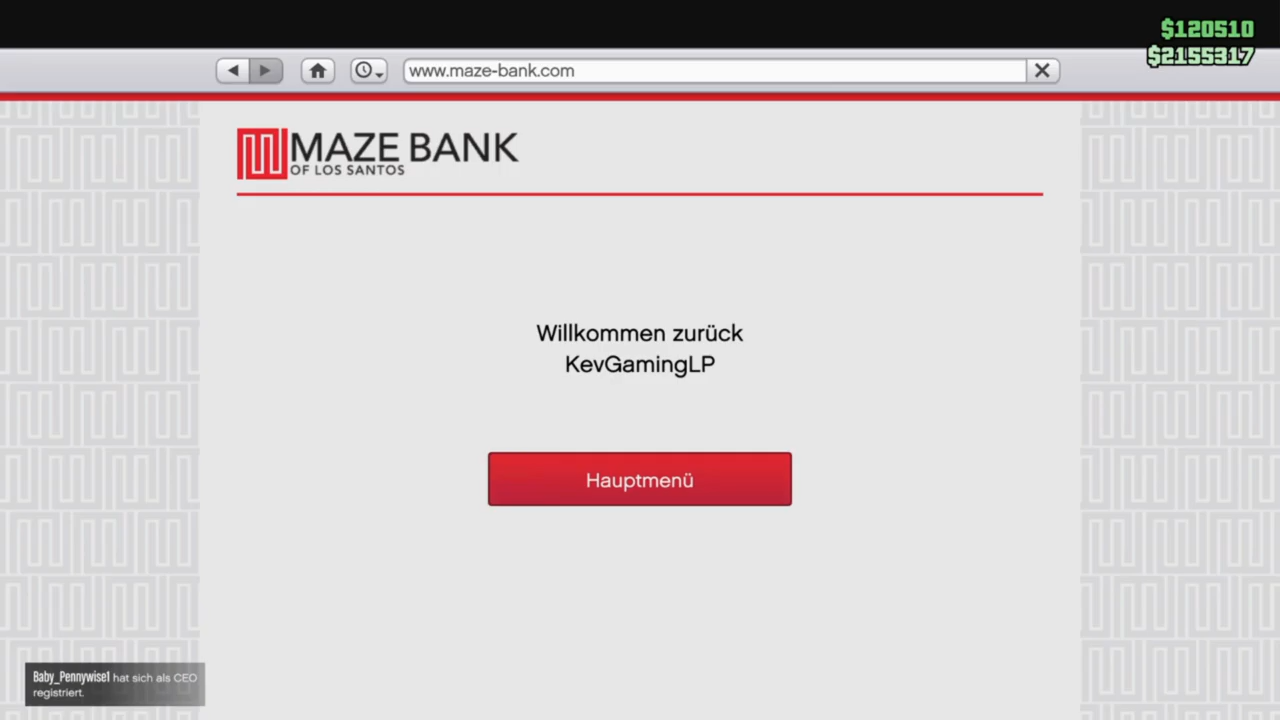 $120510
$2155317
www.maze-bank.com
MAZE BANK
OF LOS SANTOS
Willkommen zurück
KevGamingLP
Hauptmenü
Baby_Pennywise1 hat sich als CEO
registriert.